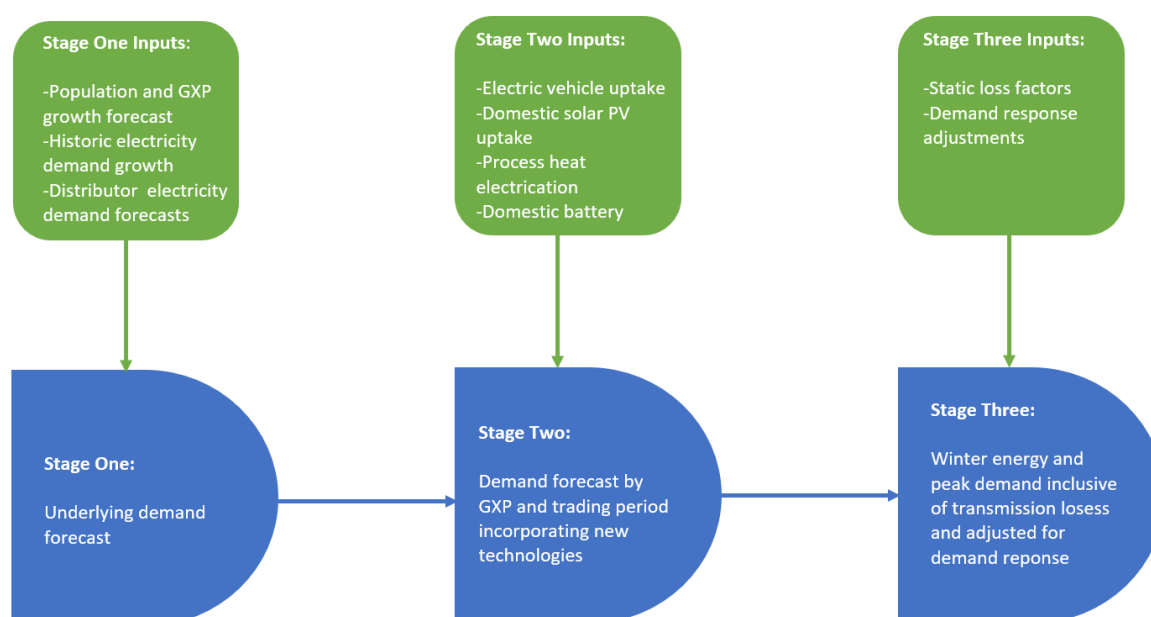 Stage One Inputs:
-Population and GXP
growth forecast
-Historic electricity
demand growth
-Distributor electricity
demand forecasts
Stage Two Inputs:
-Electric vehicle uptake
-Domestic solar PV
uptake
-Process heat
electrication
-Domestic battery
Stage Three Inputs:
-Static loss factors
-Demand response
adjustments
Stage One:
Underlying demand
forecast
Stage Two:
Demand forecast by
GXP and trading period
incorporating new
technologies
Stage Three:
Winter energy and
peak demand inclusive
of transmission losess
and adjusted for
demand reponse